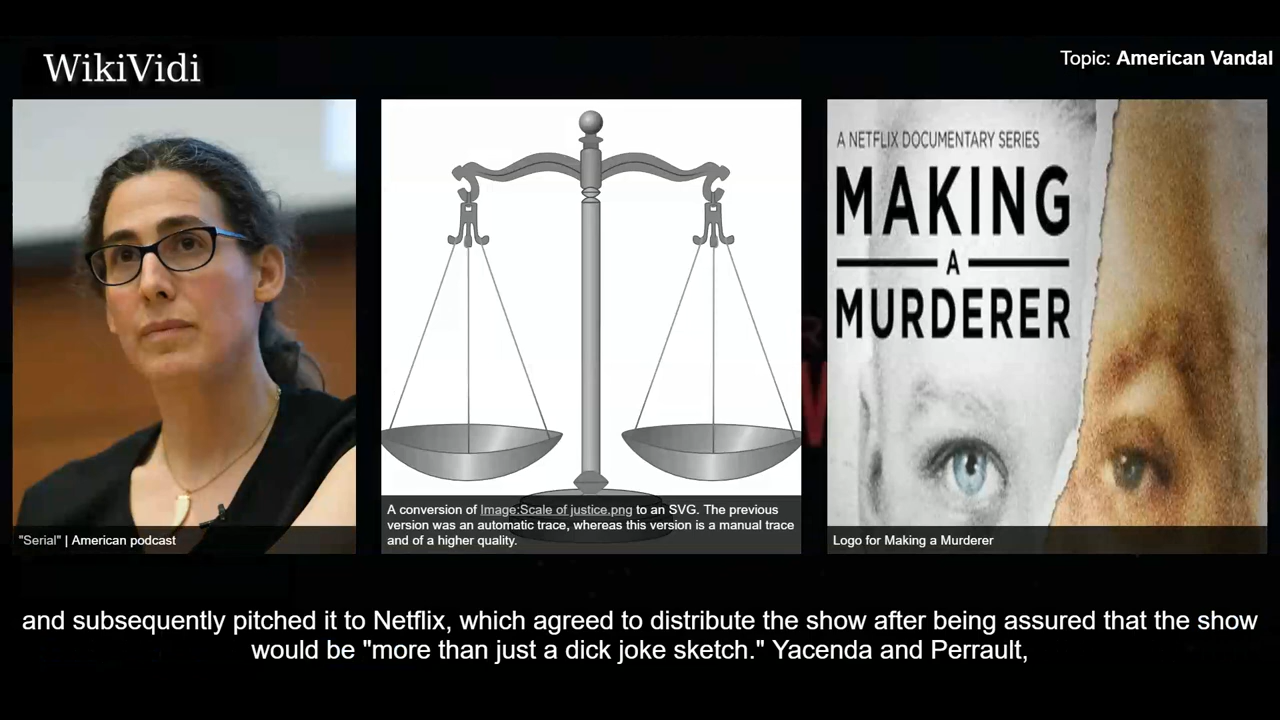 WikiVidi
Topic: American Vandal
"Serial" | American podcast
A conversion of Image:Scale of justice.png to an SVG. The previous
version was an automatic trace, whereas this version is a manual trace
and of a higher quality.
A NETFLIX DOCUMENTARY SERIES
MAKING
A
MURDERER
Logo for Making a Murderer
and subsequently pitched it to Netflix, which agreed to distribute the show after being assured that the show
would be "more than just a dick joke sketch." Yacenda and Perrault,